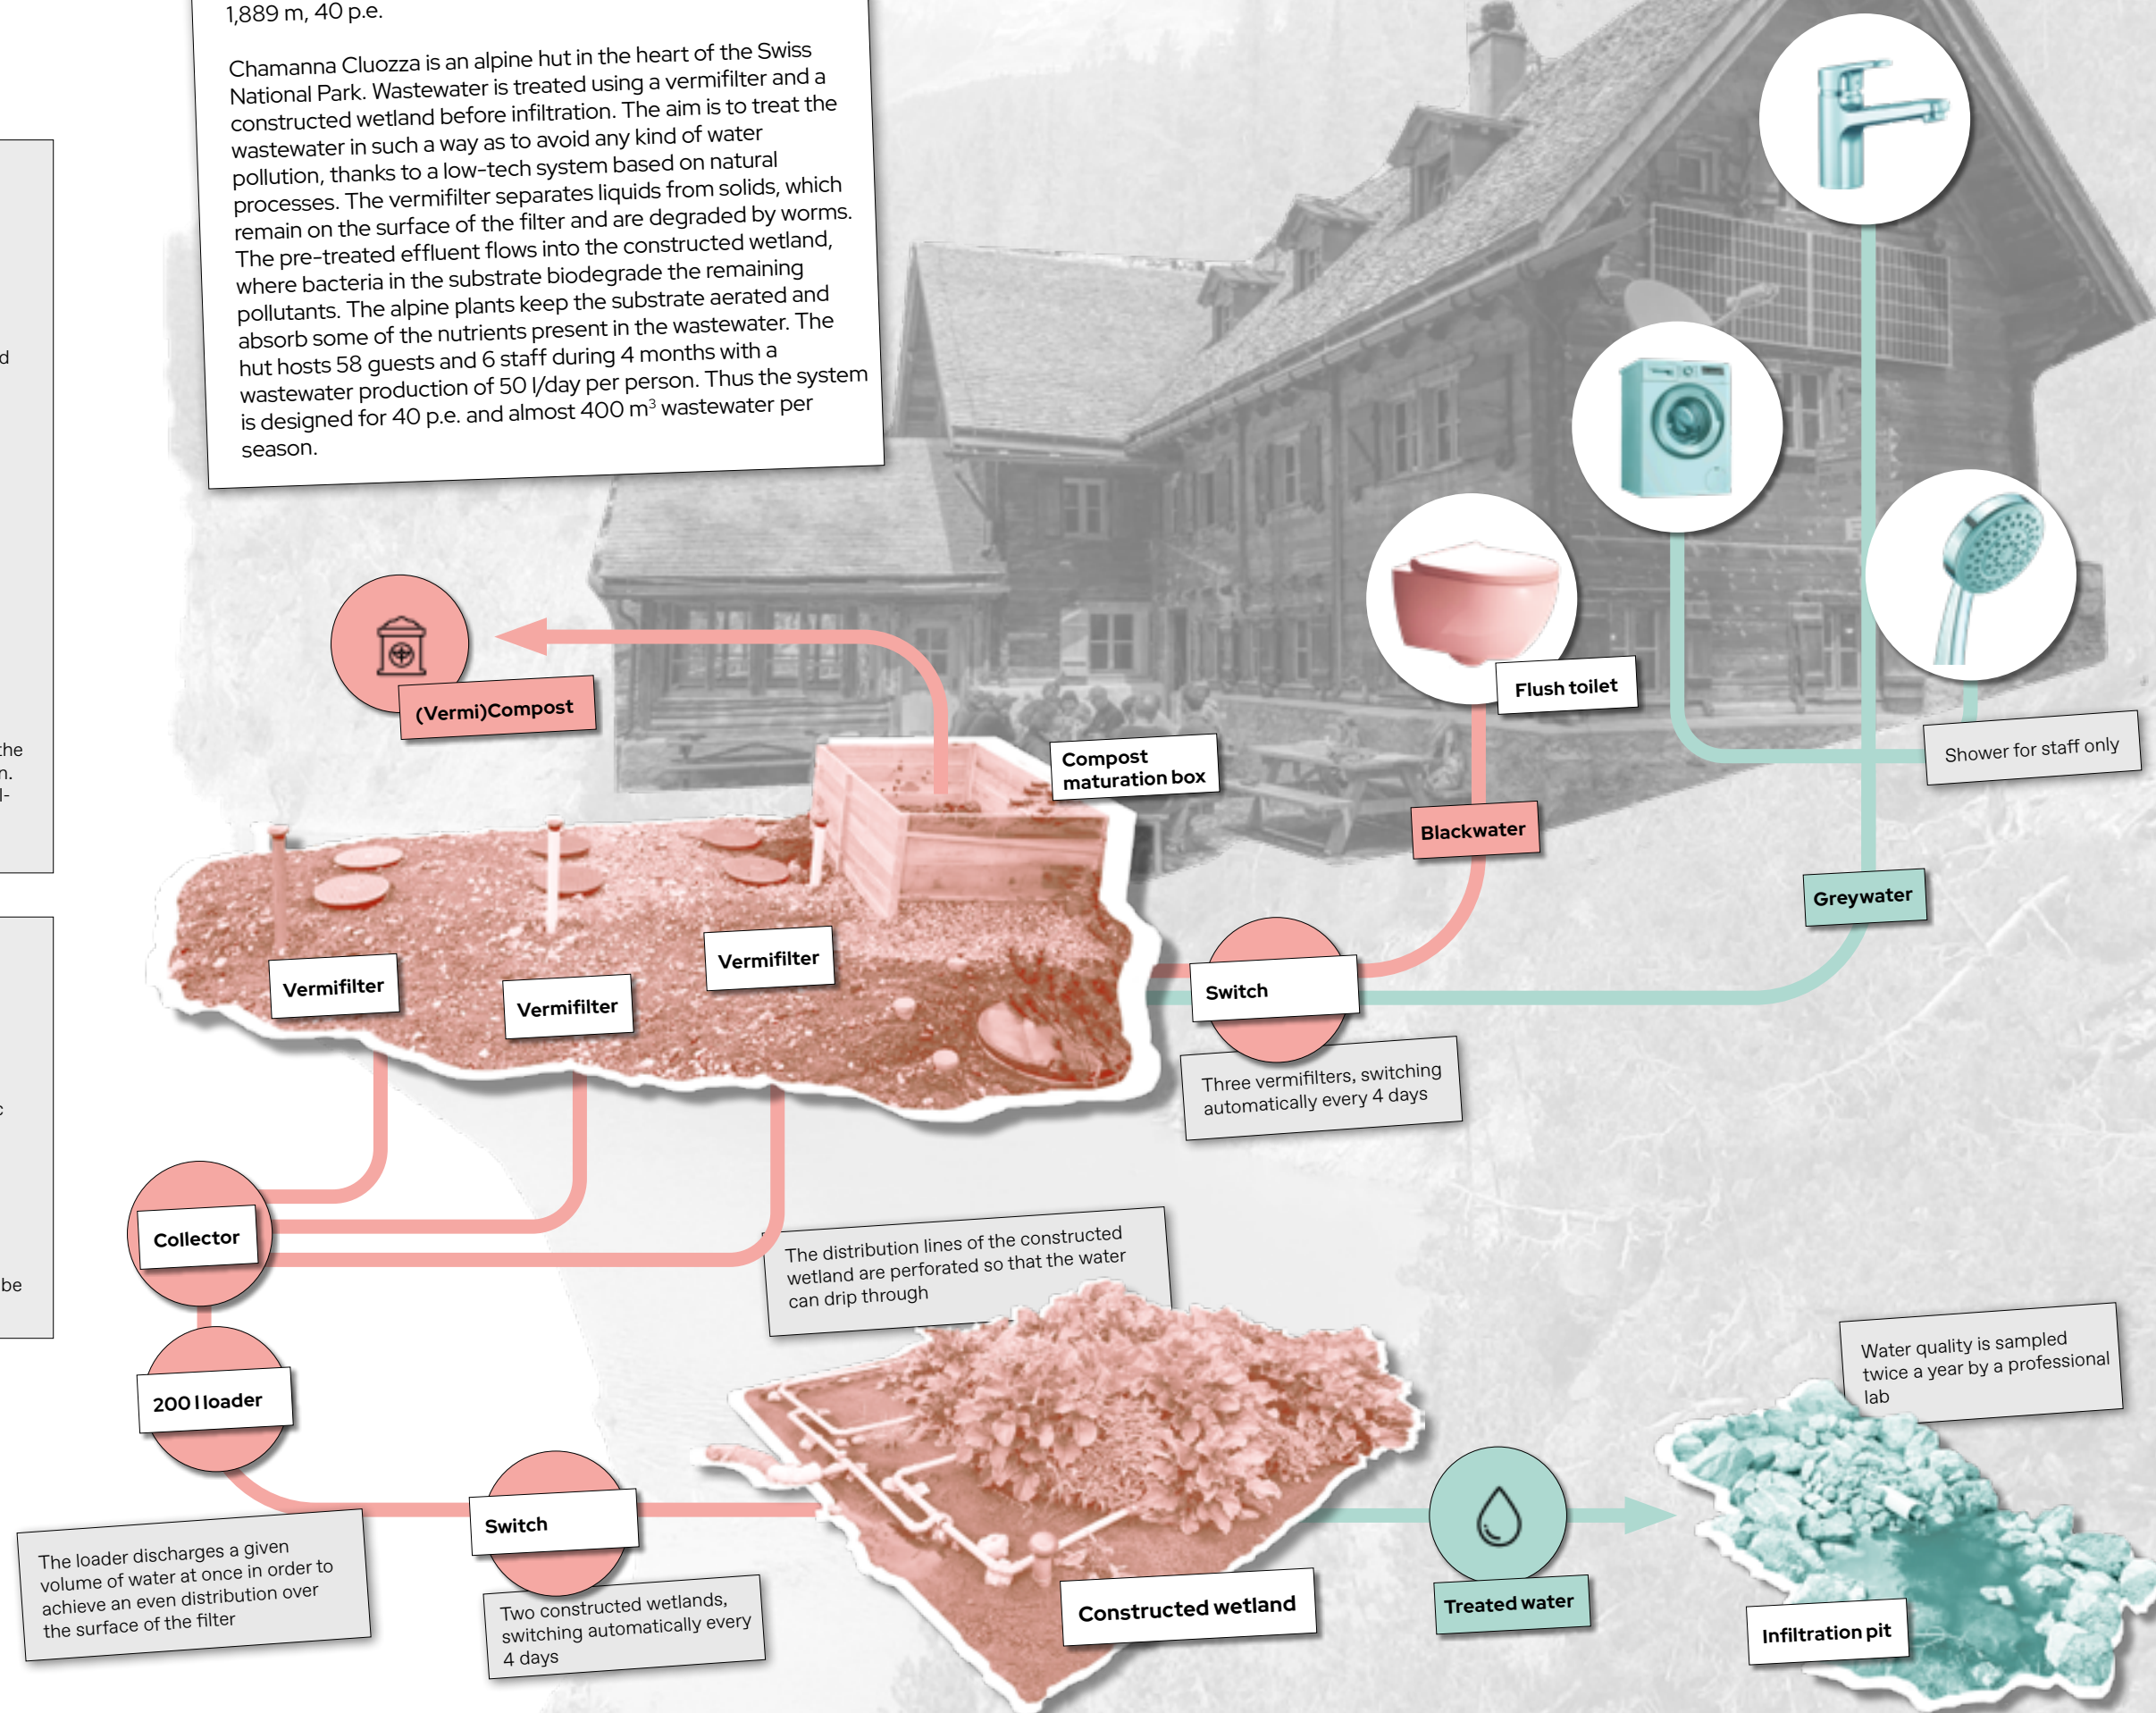 1,889 m, 40 p.e.
Chamanna Cluozza is an alpine hut in the heart of the Swiss
National Park. Wastewater is treated using a vermifilter and a
constructed wetland before infiltration. The aim is to treat the
wastewater in such a way as to avoid any kind of water
pollution, thanks to a low-tech system based on natural
processes. The vermifilter separates liquids from solids, which
remain on the surface of the filter and are degraded by worms.
The pre-treated effluent flows into the constructed wetland,
where bacteria in the substrate biodegrade the remaining
pollutants. The alpine plants keep the substrate aerated and
absorb some of the nutrients present in the wastewater. The
hut hosts 58 guests and 6 staff during 4 months with a
wastewater production of 50 l/day per person. Thus the system
is designed for 40 p.e. and almost 400 m³ wastewater per
season.
d
the
n.
l-
c
be
(Vermi)Compost
Flush toilet
Shower for staff only
Compost
maturation box
Blackwater
Greywater
Vermifilter
Vermifilter
Vermifilter
Switch
Three vermifilters, switching
automatically every 4 days
Collector
The distribution lines of the constructed
wetland are perforated so that the water
can drip through
200 l loader
Water quality is sampled
twice a year by a professional
lab
Switch
The loader discharges a given
volume of water at once in order to
achieve an even distribution over
the surface of the filter
Two constructed wetlands,
switching automatically every
4 days
Constructed wetland
Treated water
Infiltration pit